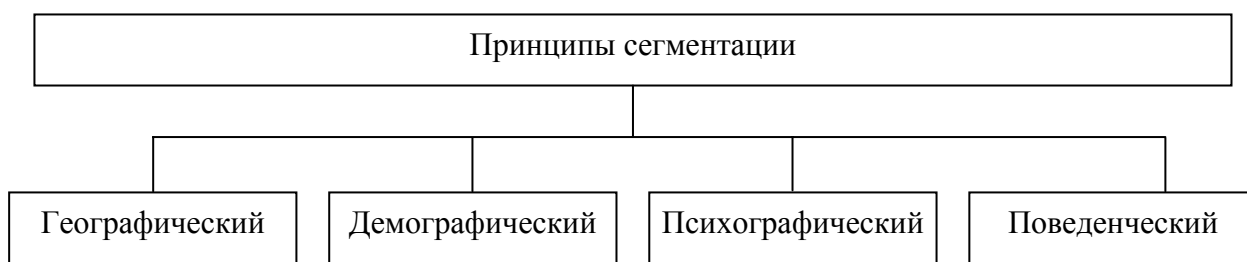 Принципы сегментации
Географический
Демографический
Психографический
Поведенческий